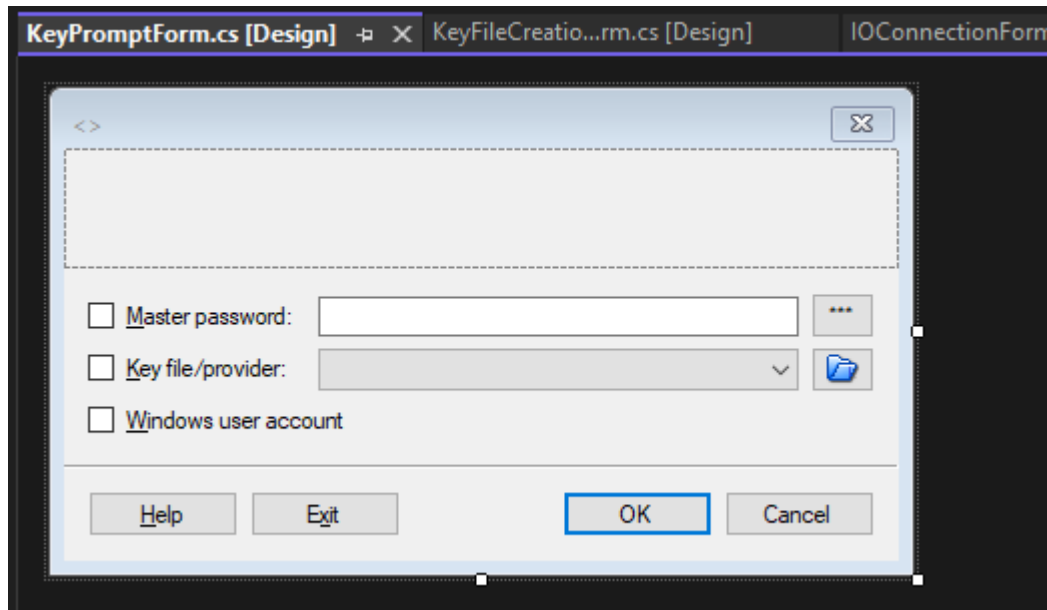 KeyPromptForm.cs [Design] KeyFileCreatio...rm.cs [Design] IOConnectionForm
<>
Master password: ***
Key file/provider:
Windows user account
Help Exit OK Cancel